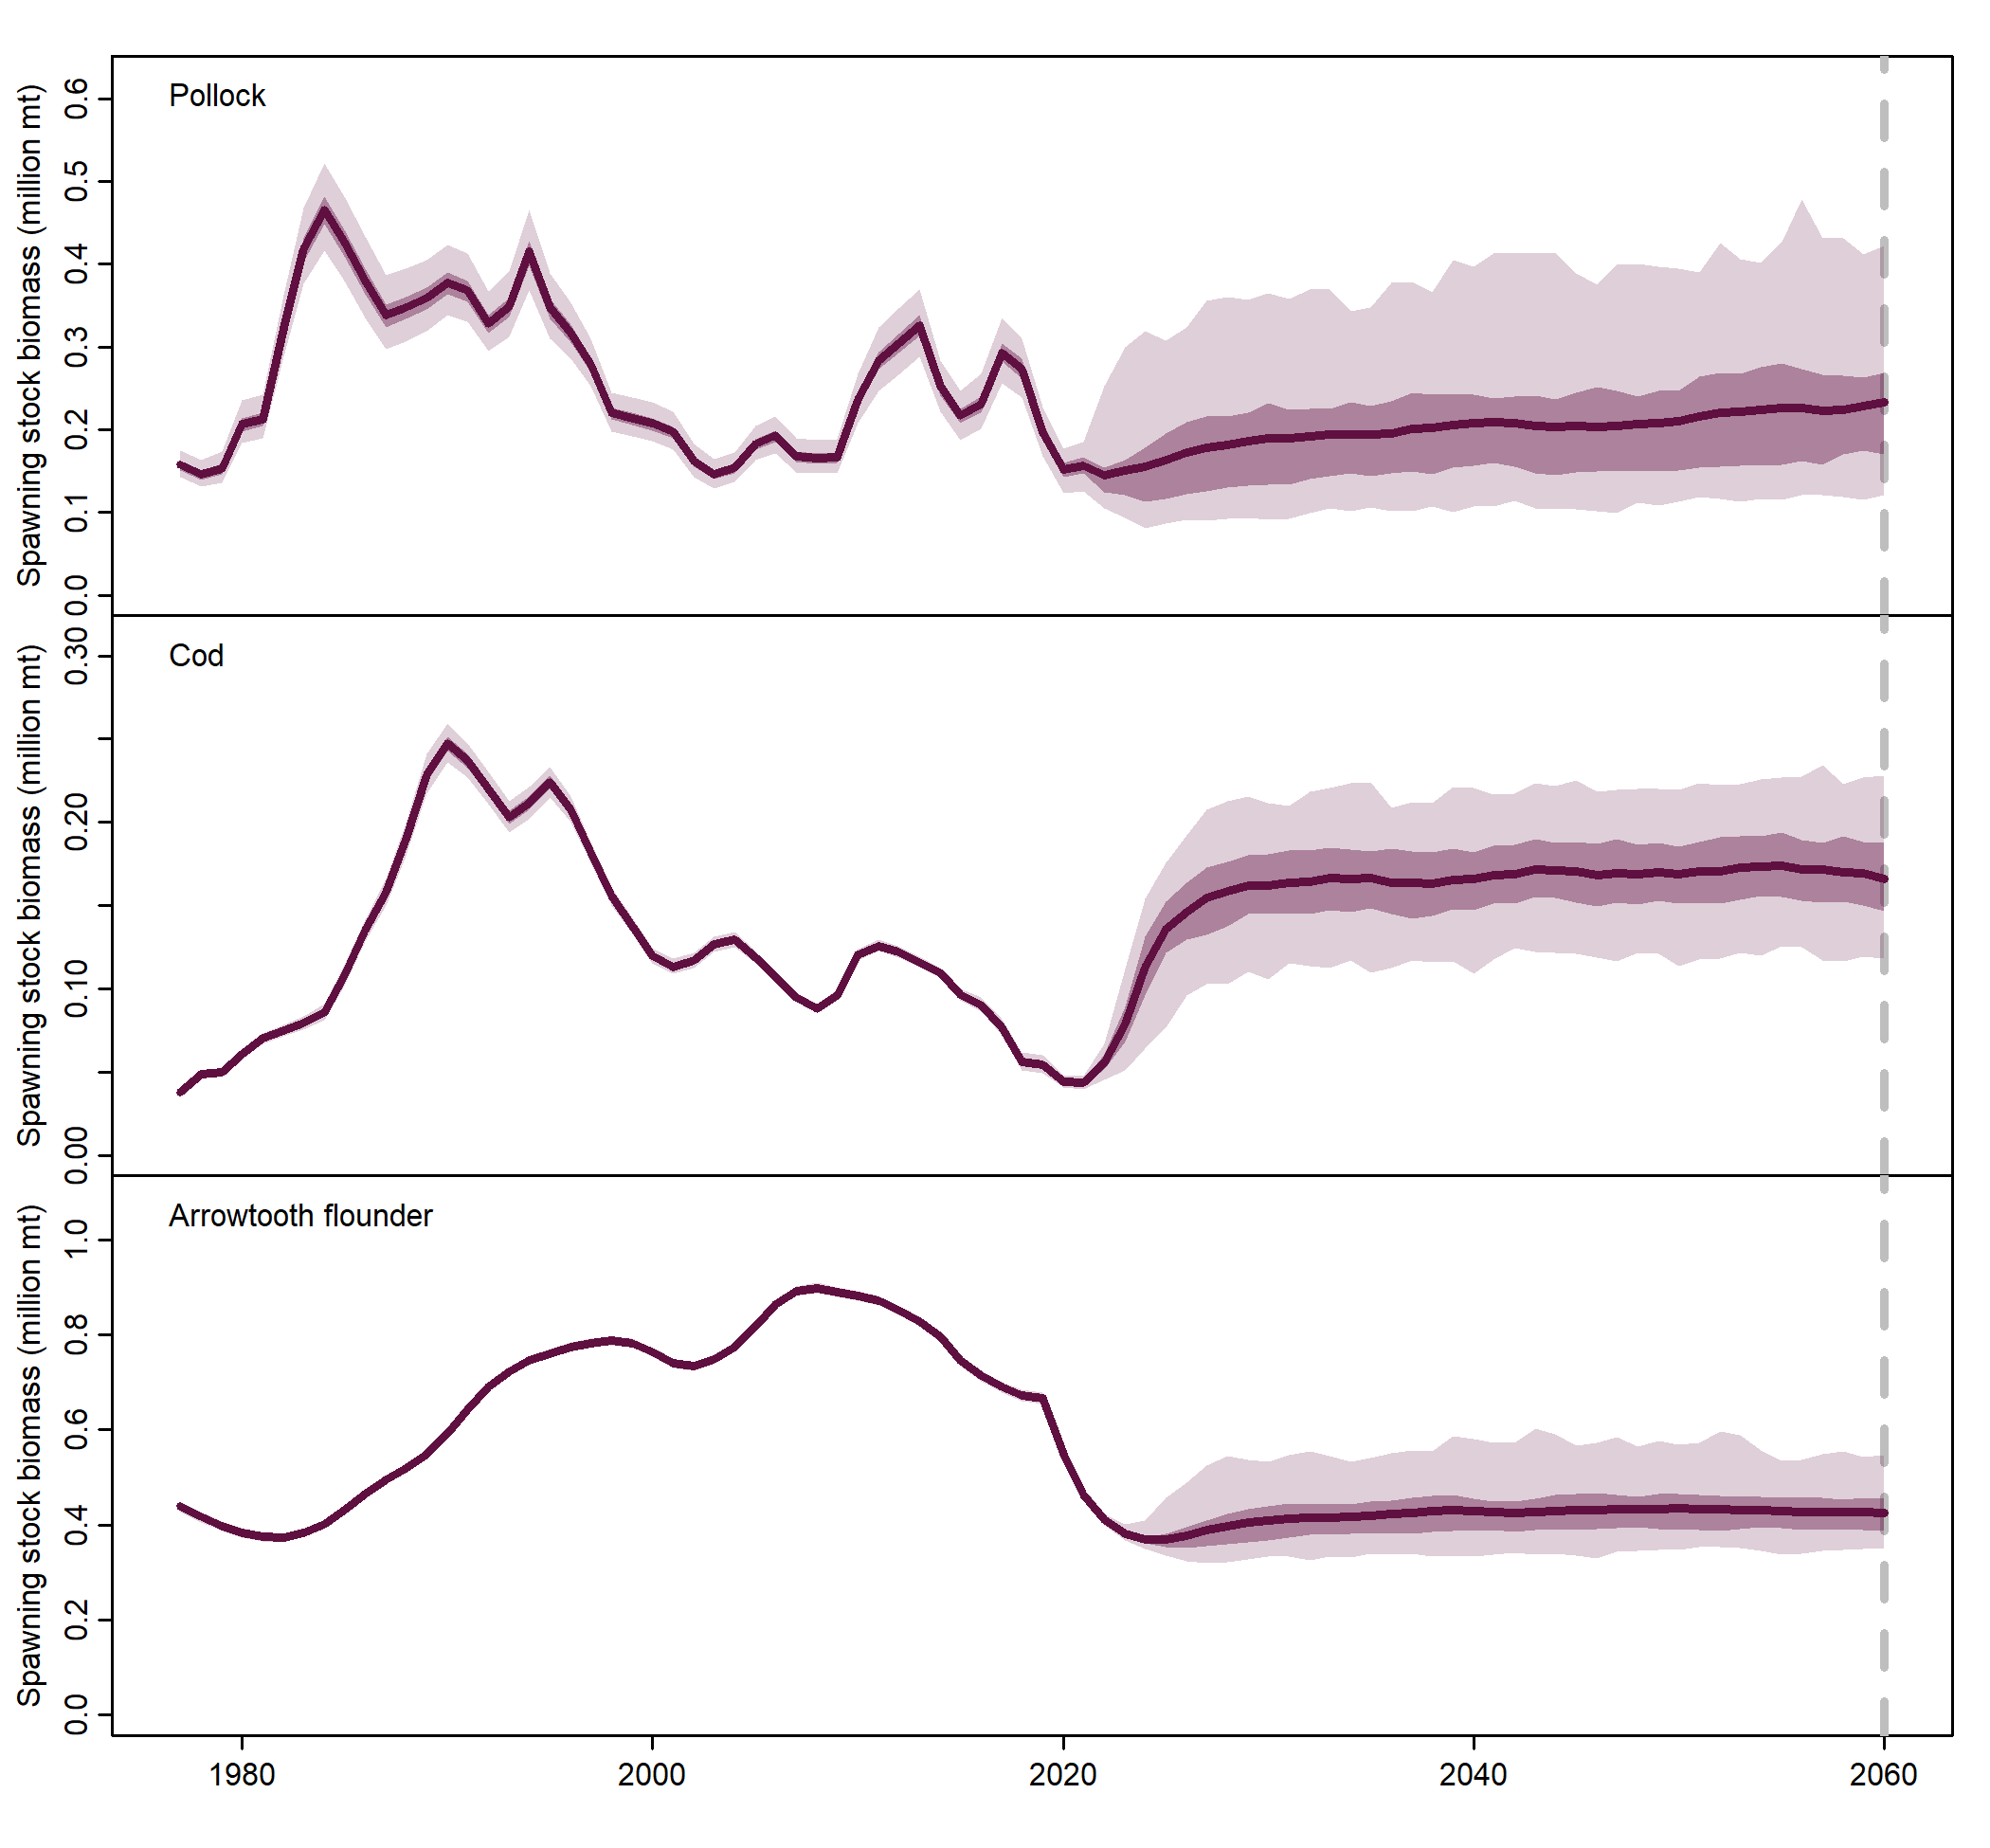 Pollock
Spawning stock biomass (million mt)
0.6
0.5
0.4
0.3
0.2
0.1
0.0
Cod
Spawning stock biomass (million mt)
0.30
0.20
0.10
0.00
Arrowtooth flounder
Spawning stock biomass (million mt)
1.0
0.8
0.6
0.4
0.2
0.0
1980 2000 2020 2040 2060